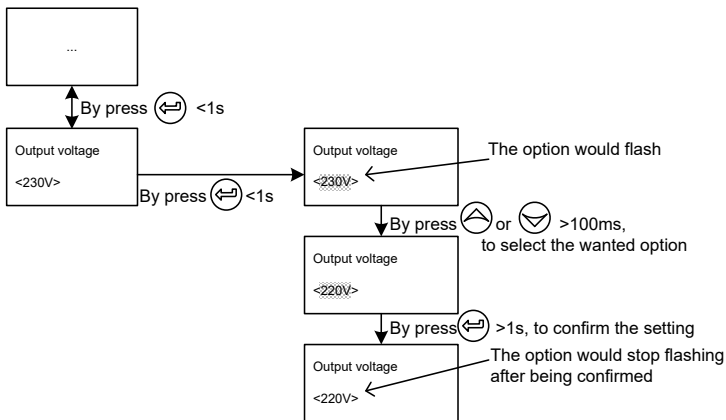 ...
By press <1s
Output voltage
<230V>
By press <1s
Output voltage
<230V>
The option would flash
By press or >100ms,
to select the wanted option
Output voltage
<220V>
By press >1s, to confirm the setting
Output voltage
<220V>
The option would stop flashing
after being confirmed